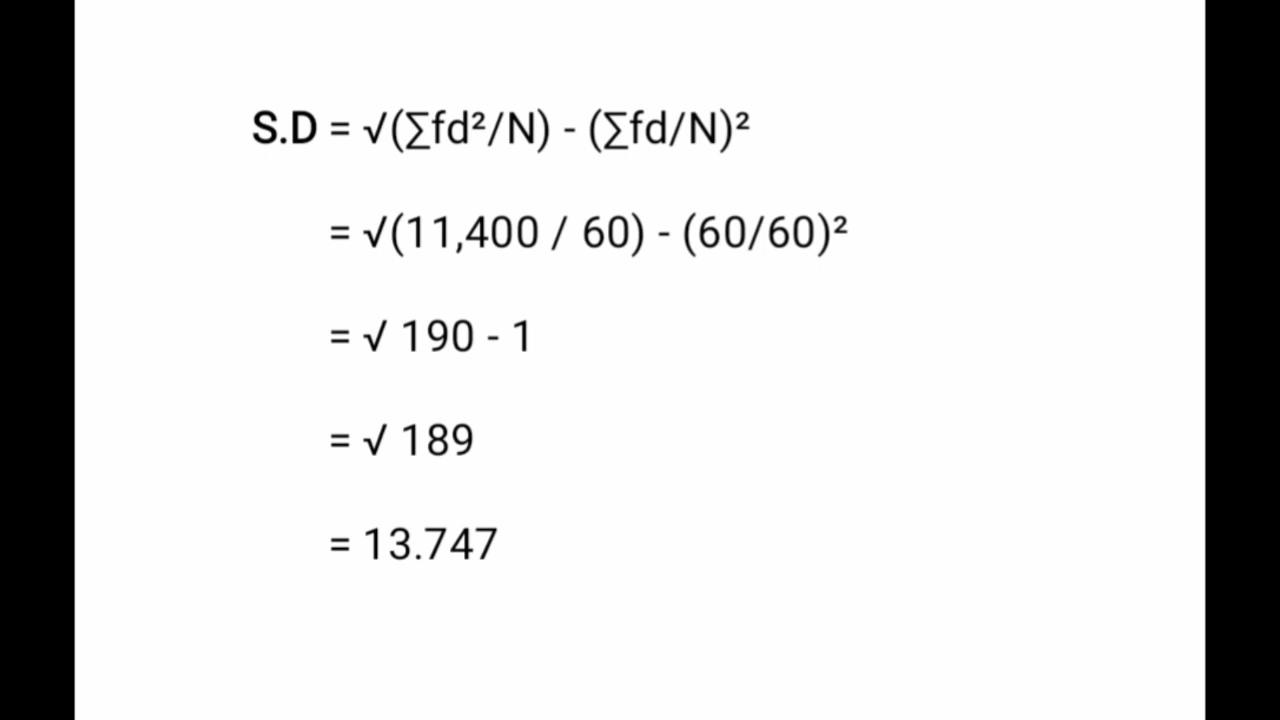 S.D = √(∑fd²/N) - (∑fd/N)²
= √(11,400 / 60) - (60/60)²
= √ 190 - 1
= √ 189
= 13.747